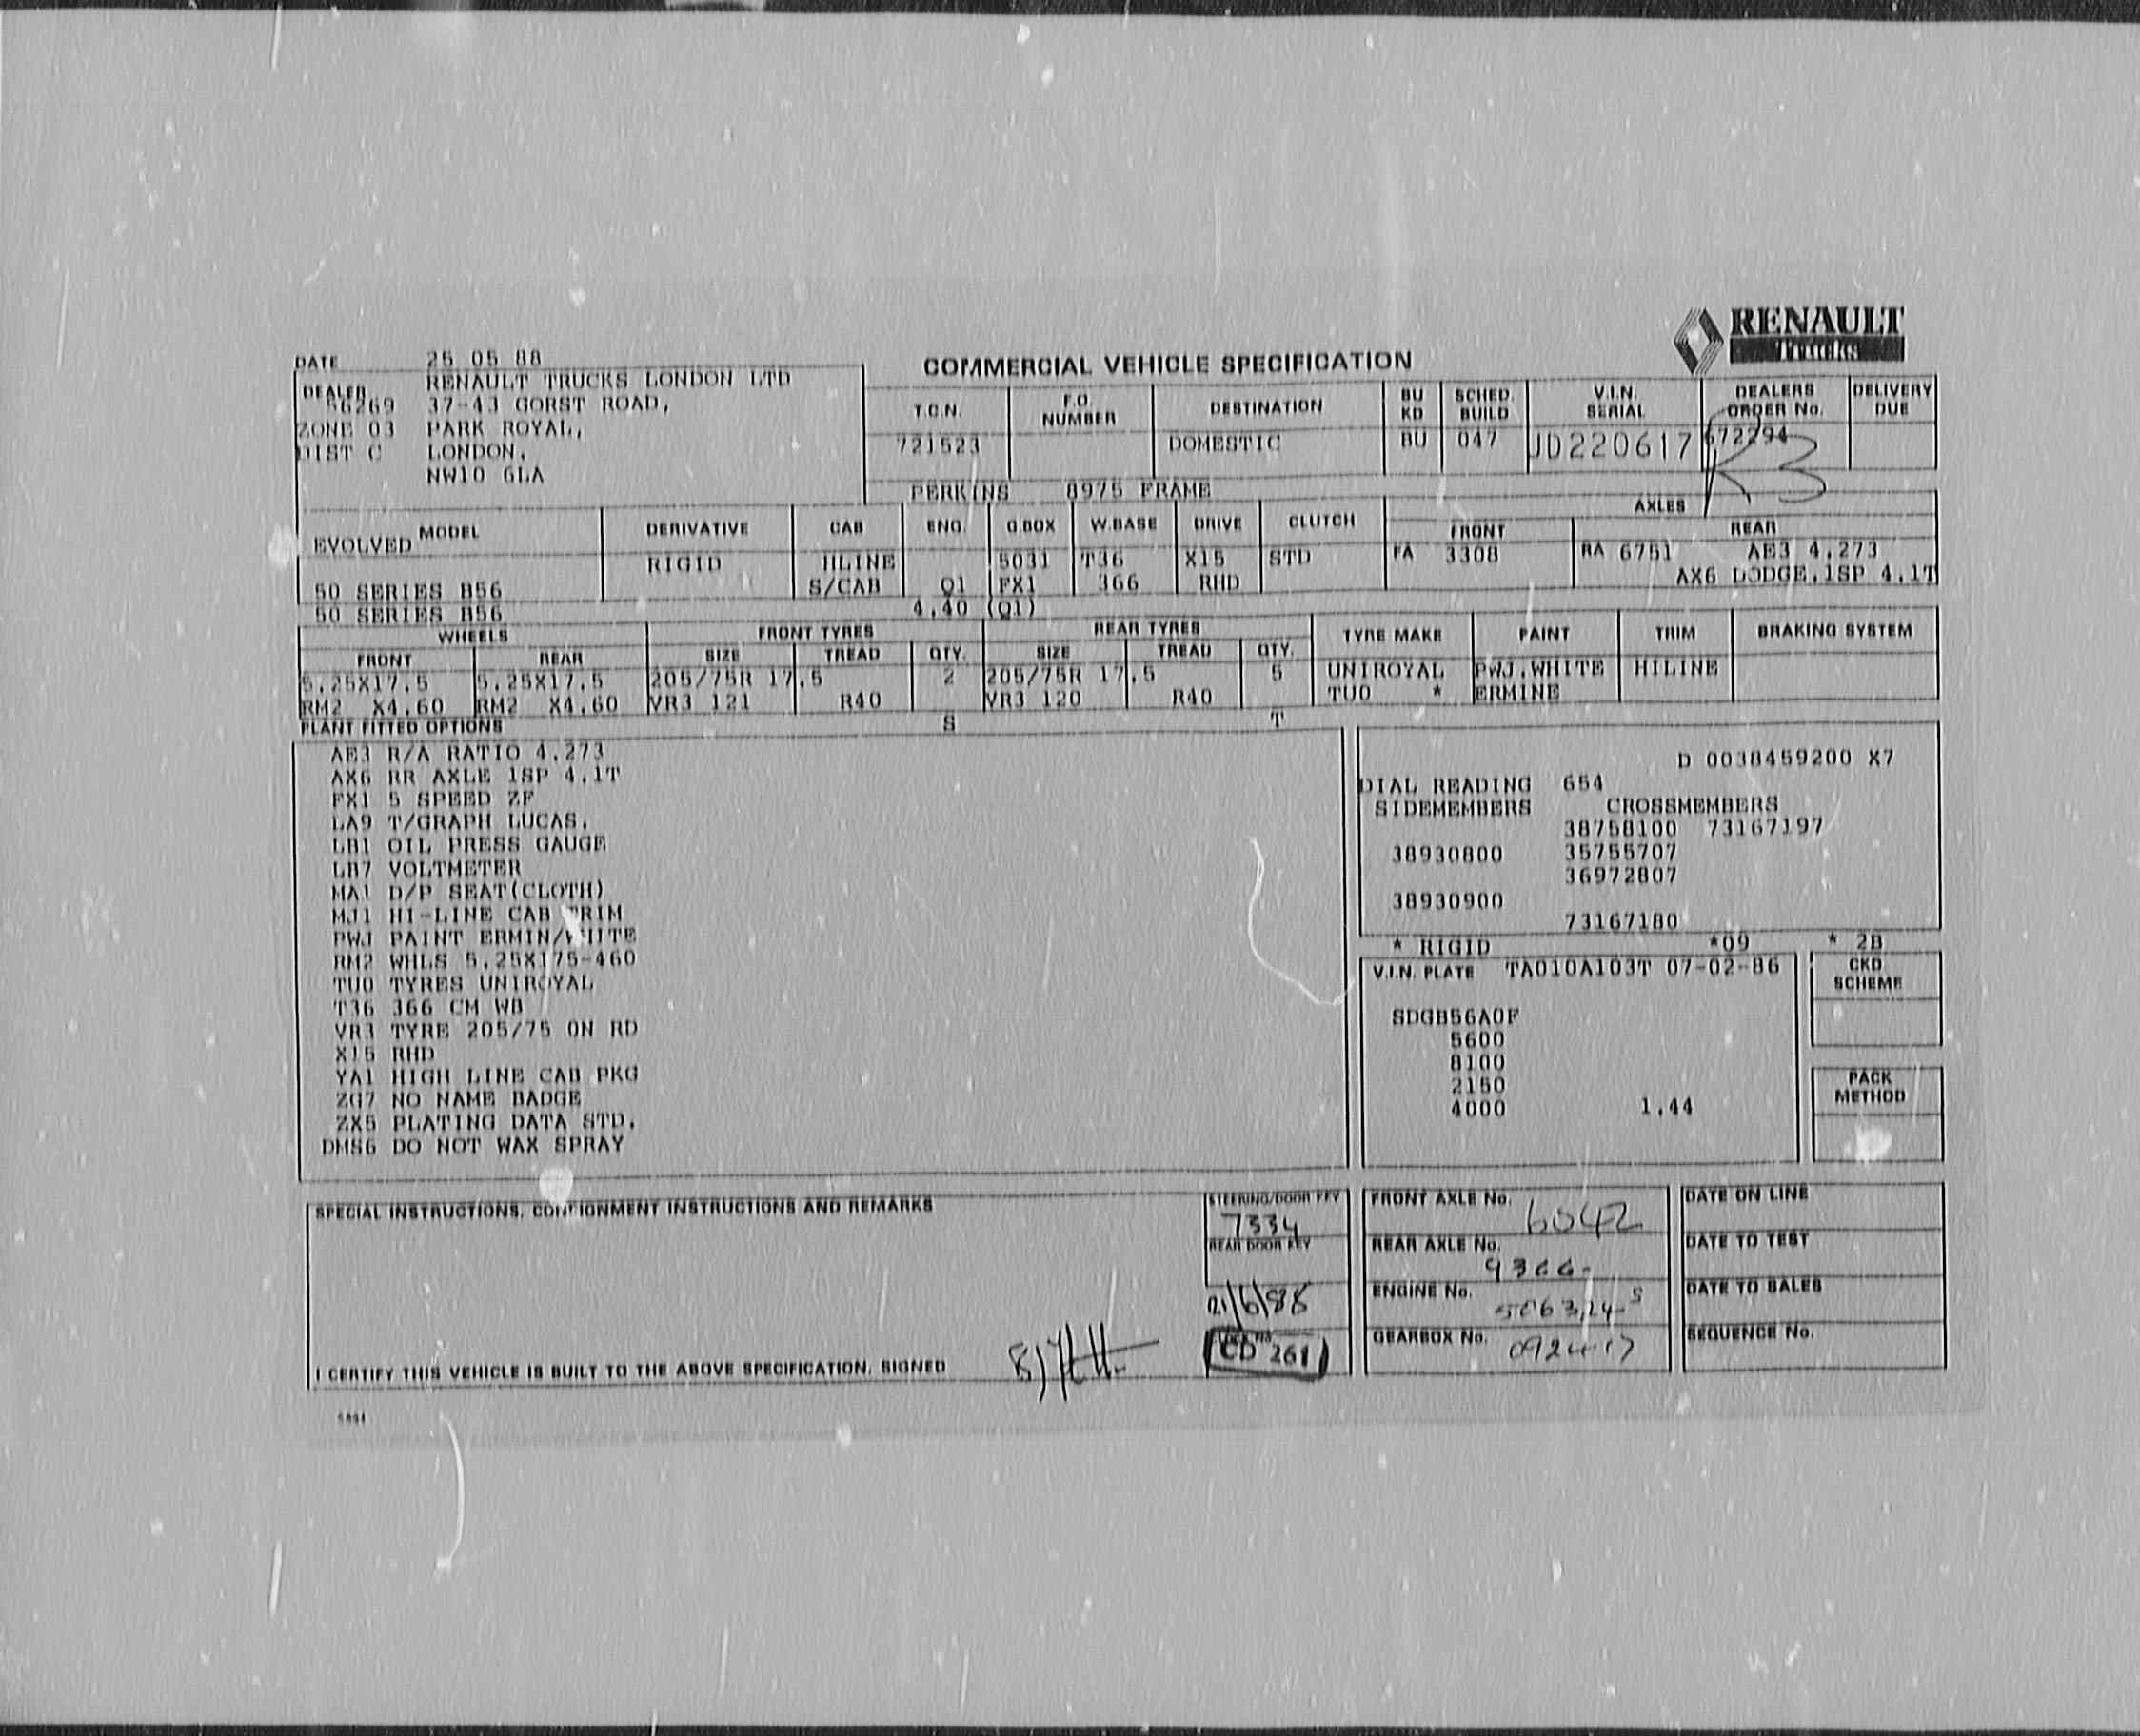 RENAULT
Trucks
DATE 25 05 88
COMMERCIAL VEHICLE SPECIFICATION
DEALER RENAULT TRUCKS LONDON LTD
56269 37-43 GORST ROAD,
ZONE 03 PARK ROYAL,
DIST C LONDON,
NW10 6LA
T.C.N. F.O. NUMBER DESTINATION BU KD SCHED. BUILD V.I.N. SERIAL DEALERS ORDER No. DELIVERY DUE
721523 DOMESTIC BU 047 JD220617 672294
R3
PERKINS 8975 FRAME
AXLES
MODEL DERIVATIVE CAB ENG. G.BOX W.BASE DRIVE CLUTCH FRONT REAR
EVOLVED RIGID HLINE 5031 T36 X15 STD FA 3308 RA 6751 AE3 4.273
50 SERIES B56 S/CAB Q1 FX1 366 RHD AX6 DODGE.1SP 4.1T
50 SERIES B56 4.40 (Q1)
WHEELS FRONT TYRES REAR TYRES TYRE MAKE PAINT TRIM BRAKING SYSTEM
FRONT REAR SIZE TREAD QTY. SIZE TREAD QTY.
5.25X17.5 5.25X17.5 205/75R 17.5 2 205/75R 17.5 5 UNIROYAL PWJ.WHITE HILINE
RM2 X4.60 RM2 X4.60 VR3 121 R40 VR3 120 R40 TUO * ERMINE
PLANT FITTED OPTIONS S T
AE3 R/A RATIO 4.273
AX6 RR AXLE 1SP 4.1T
FX1 5 SPEED ZF
LA9 T/GRAPH LUCAS.
LB1 OIL PRESS GAUGE
LB7 VOLTMETER
MA1 D/P SEAT(CLOTH)
MJ1 HI-LINE CAB TRIM
PWJ PAINT ERMIN/WHITE
RM2 WHLS 5.25X175-460
TUO TYRES UNIROYAL
T36 366 CM WB
VR3 TYRE 205/75 ON RD
X15 RHD
YA1 HIGH LINE CAB PKG
ZG7 NO NAME BADGE
ZX5 PLATING DATA STD.
DMS6 DO NOT WAX SPRAY
D 0038459200 X7
DIAL READING 654
SIDEMEMBERS CROSSMEMBERS
38758100 73167197
38930800 35755707
36972807
38930900
73167180
* RIGID *09 * 2B
V.I.N. PLATE TA010A103T 07-02-86
SDGB56A0F
5600
8100
2150
4000 1.44
CKD SCHEME
PACK METHOD
SPECIAL INSTRUCTIONS, CONSIGNMENT INSTRUCTIONS AND REMARKS
STEERING/DOOR KEY
7334
REAR DOOR KEY
21/6/88
CD 261
FRONT AXLE No. 6042
REAR AXLE No. 9366-
ENGINE No.
GEARBOX No.
DATE ON LINE
DATE TO TEST
DATE TO SALES
SEQUENCE No.
I CERTIFY THIS VEHICLE IS BUILT TO THE ABOVE SPECIFICATION. SIGNED